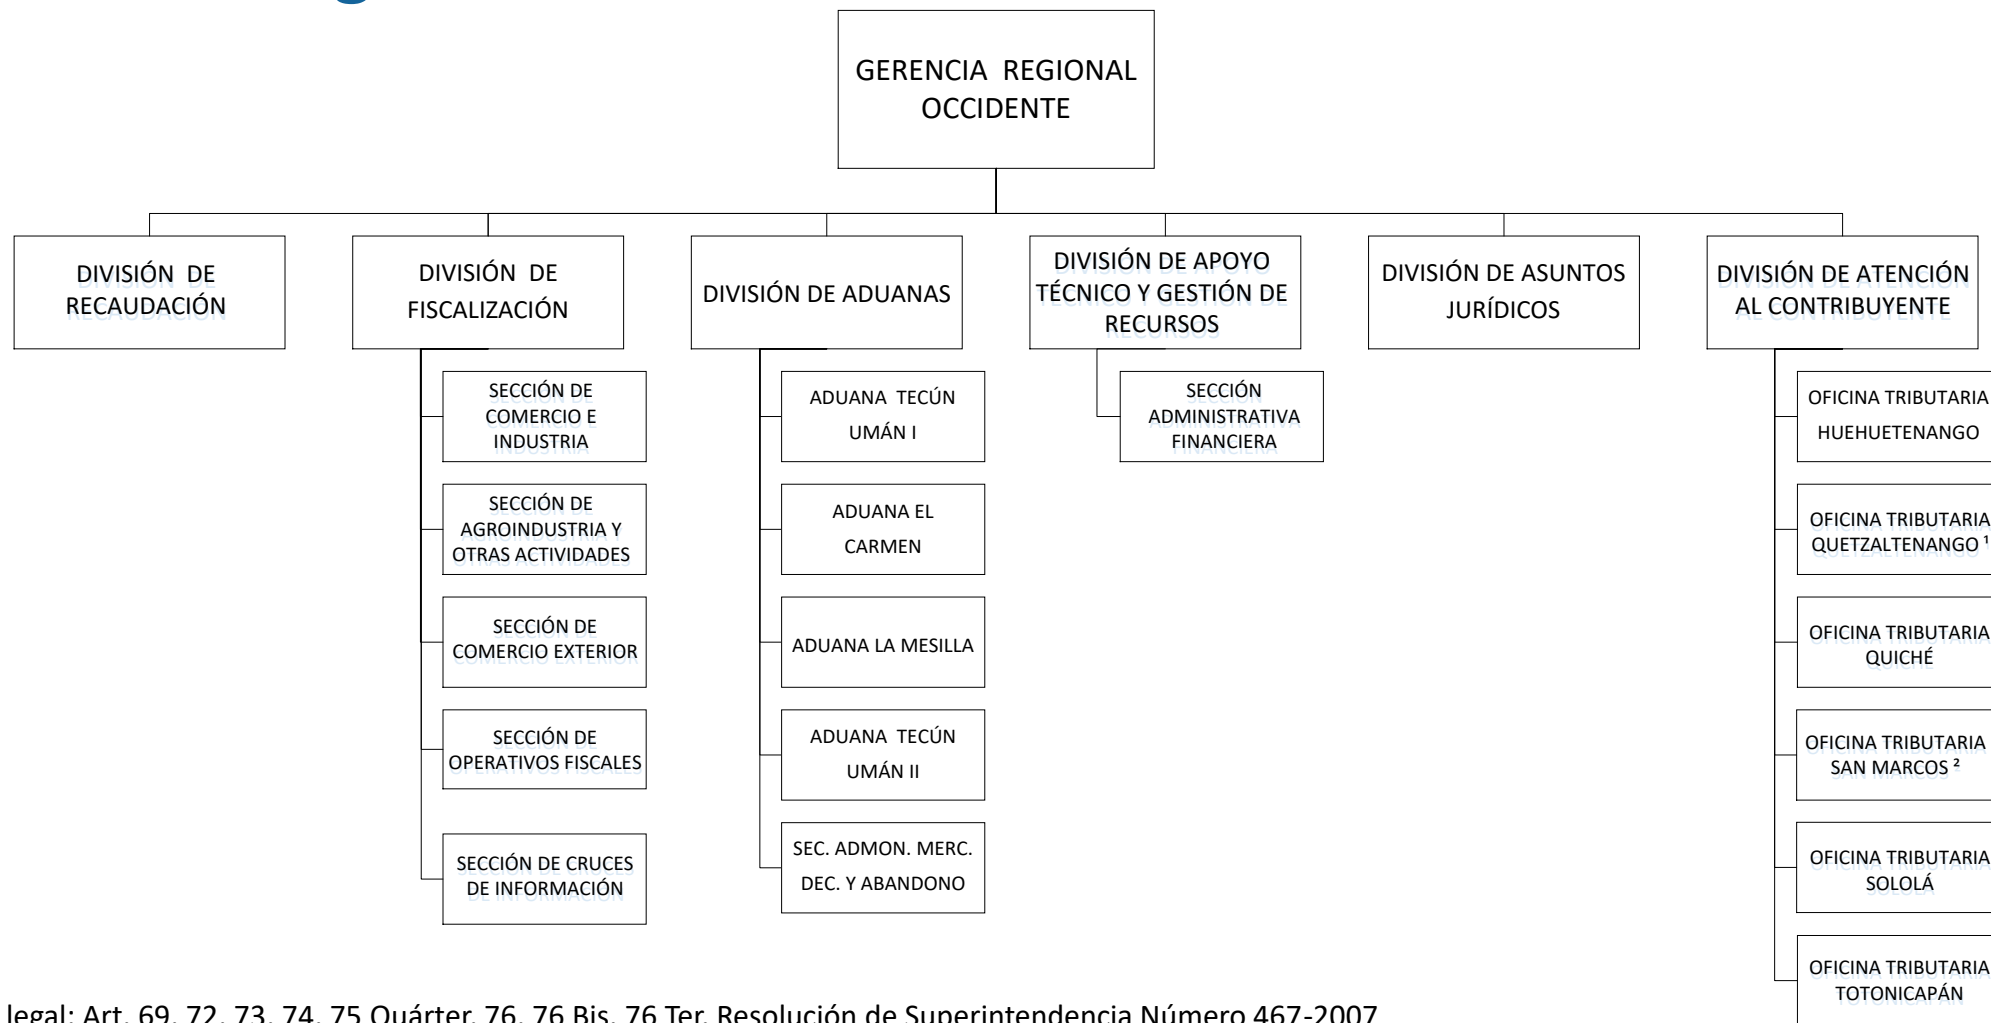 GERENCIA REGIONAL
OCCIDENTE
DIVISIÓN DE
RECAUDACIÓN
DIVISIÓN DE
FISCALIZACIÓN
DIVISIÓN DE ADUANAS
DIVISIÓN DE APOYO
TÉCNICO Y GESTIÓN DE
RECURSOS
DIVISIÓN DE ASUNTOS
JURÍDICOS
DIVISIÓN DE ATENCIÓN
AL CONTRIBUYENTE
SECCIÓN DE
COMERCIO E
INDUSTRIA
SECCIÓN DE
AGROINDUSTRIA Y
OTRAS ACTIVIDADES
SECCIÓN DE
COMERCIO EXTERIOR
SECCIÓN DE
OPERATIVOS FISCALES
SECCIÓN DE CRUCES
DE INFORMACIÓN
ADUANA TECÚN
UMÁN I
ADUANA EL
CARMEN
ADUANA LA MESILLA
ADUANA TECÚN
UMÁN II
SEC. ADMON. MERC.
DEC. Y ABANDONO
SECCIÓN
ADMINISTRATIVA
FINANCIERA
OFICINA TRIBUTARIA
HUEHUETENANGO
OFICINA TRIBUTARIA
QUETZALTENANGO ¹
OFICINA TRIBUTARIA
QUICHÉ
OFICINA TRIBUTARIA
SAN MARCOS ²
OFICINA TRIBUTARIA
SOLOLÁ
OFICINA TRIBUTARIA
TOTONICAPÁN
legal: Art. 69, 72, 73, 74, 75 Quáter, 76, 76 Bis, 76 Ter. Resolución de Superintendencia Número 467-2007